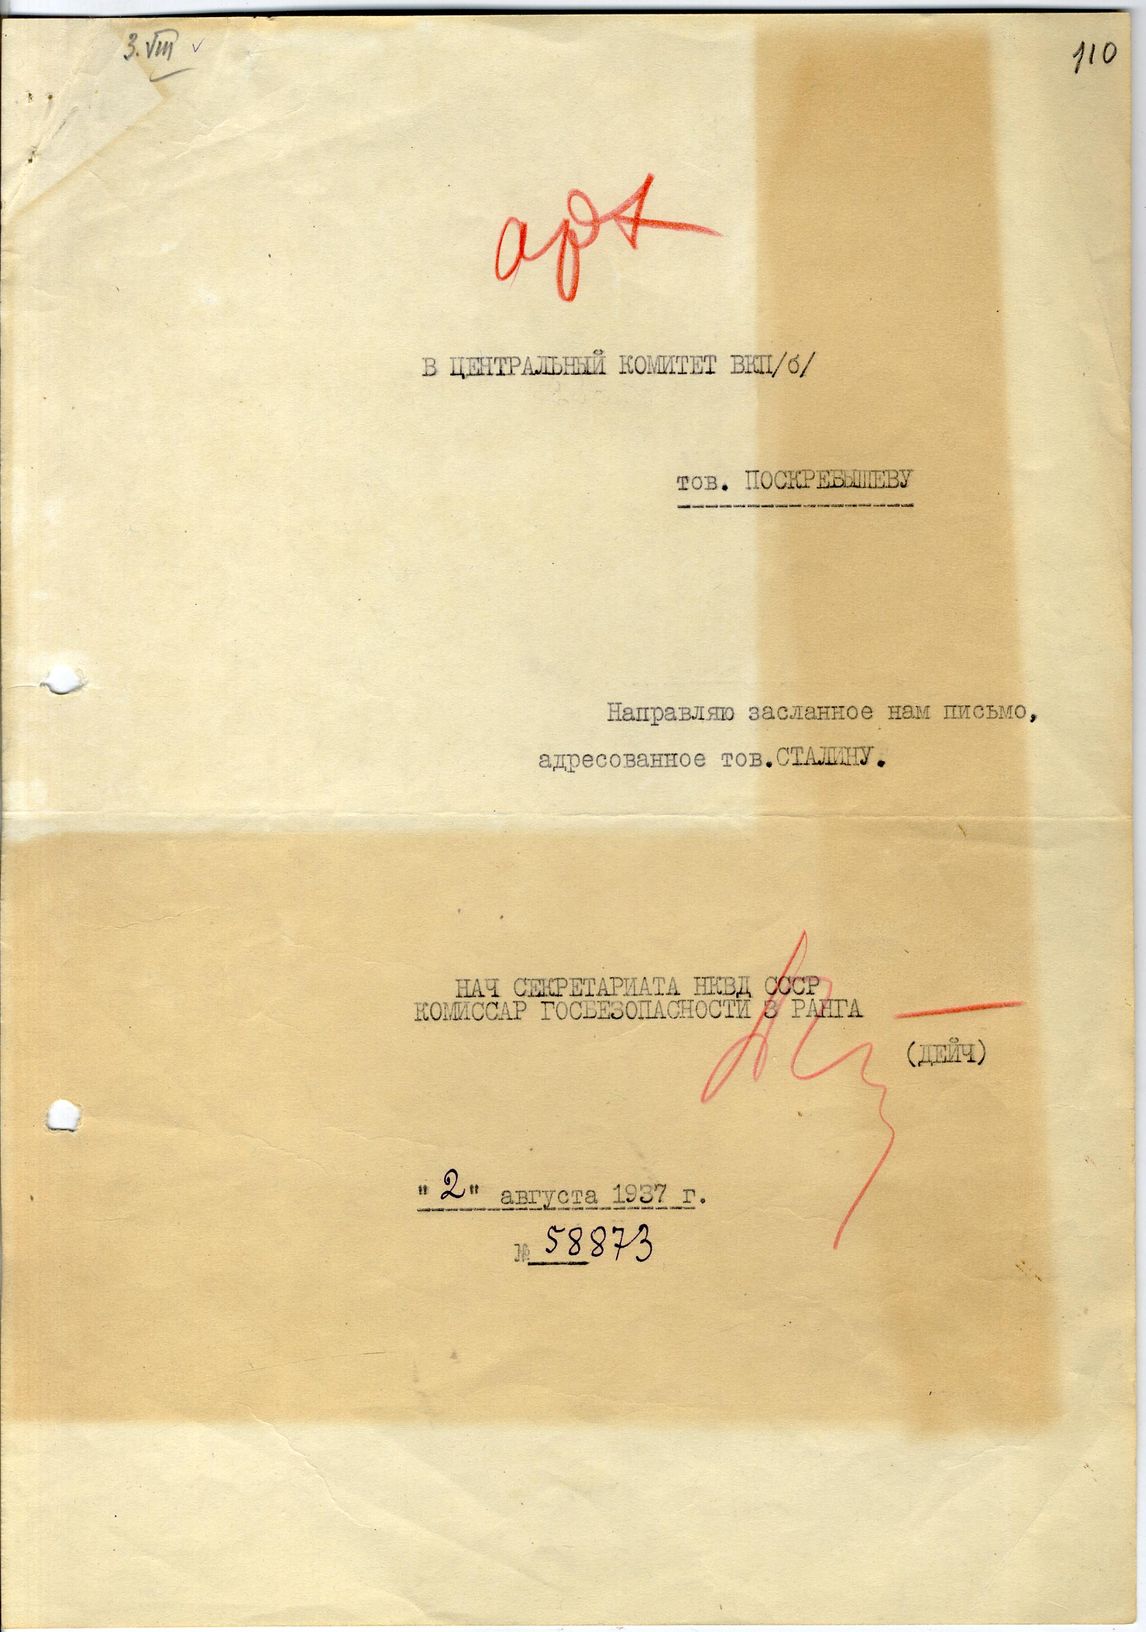 3.VIII
110
арх
В ЦЕНТРАЛЬНЫЙ КОМИТЕТ ВКП/б/
тов. ПОСКРЕБЫШЕВУ
Направляю засланное нам письмо,
адресованное тов.СТАЛИНУ.
НАЧ СЕКРЕТАРИАТА НКВД СССР
КОМИССАР ГОСБЕЗОПАСНОСТИ 3 РАНГА
(ДЕЙЧ)
"2" августа 1937 г.
№ 58873